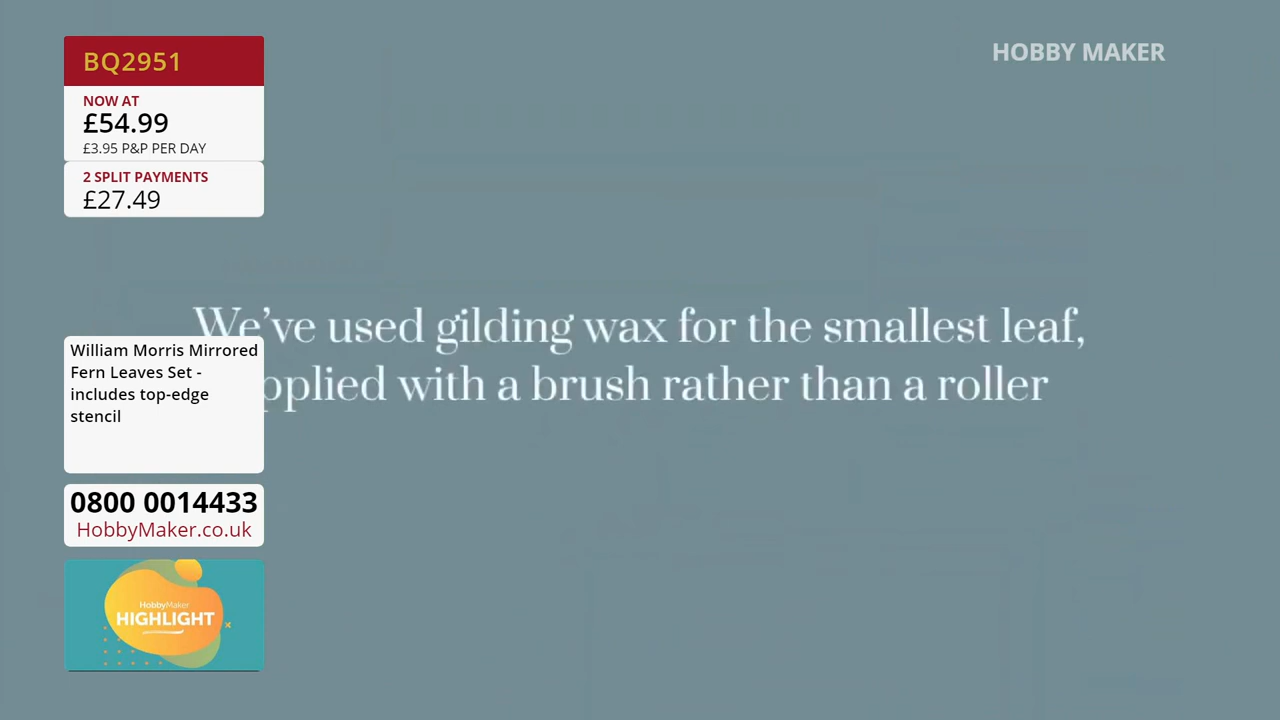 BQ2951
NOW AT
£54.99
£3.95 P&P PER DAY
2 SPLIT PAYMENTS
£27.49
HOBBY MAKER
We've used gilding wax for the smallest leaf,
applied with a brush rather than a roller
William Morris Mirrored
Fern Leaves Set -
includes top-edge
stencil
0800 0014433
HobbyMaker.co.uk
HobbyMaker
HIGHLIGHT